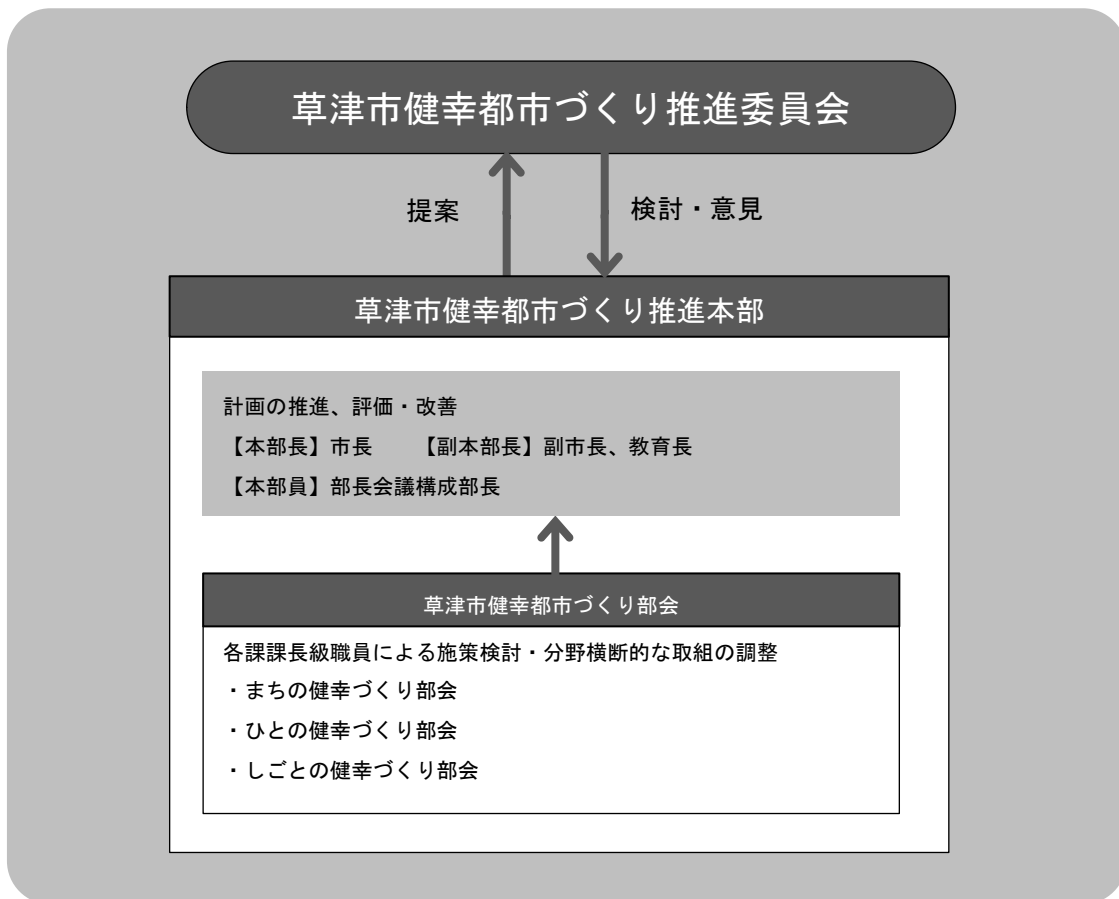 草津市健幸都市づくり推進委員会
提案
検討・意見
草津市健幸都市づくり推進本部
計画の推進、評価・改善
【本部長】市長　　【副本部長】副市長、教育長
【本部員】部長会議構成部長
草津市健幸都市づくり部会
各課課長級職員による施策検討・分野横断的な取組の調整
・まちの健幸づくり部会
・ひとの健幸づくり部会
・しごとの健幸づくり部会